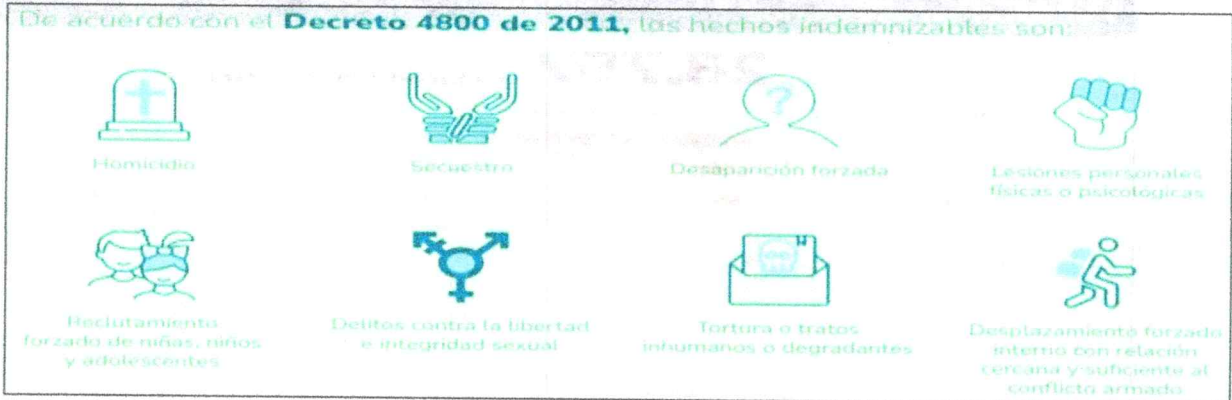 De acuerdo con el Decreto 4800 de 2011, los hechos indemnizables son:
Homicidio
Secuestro
Desaparición forzada
Lesiones personales
físicas o psicológicas
Reclutamiento
forzado de niñas, niños
y adolescentes
Delitos contra la libertad
e integridad sexual
Tortura o tratos
inhumanos o degradantes
Desplazamiento forzado
interno con relación
cercana y suficiente al
conflicto armado